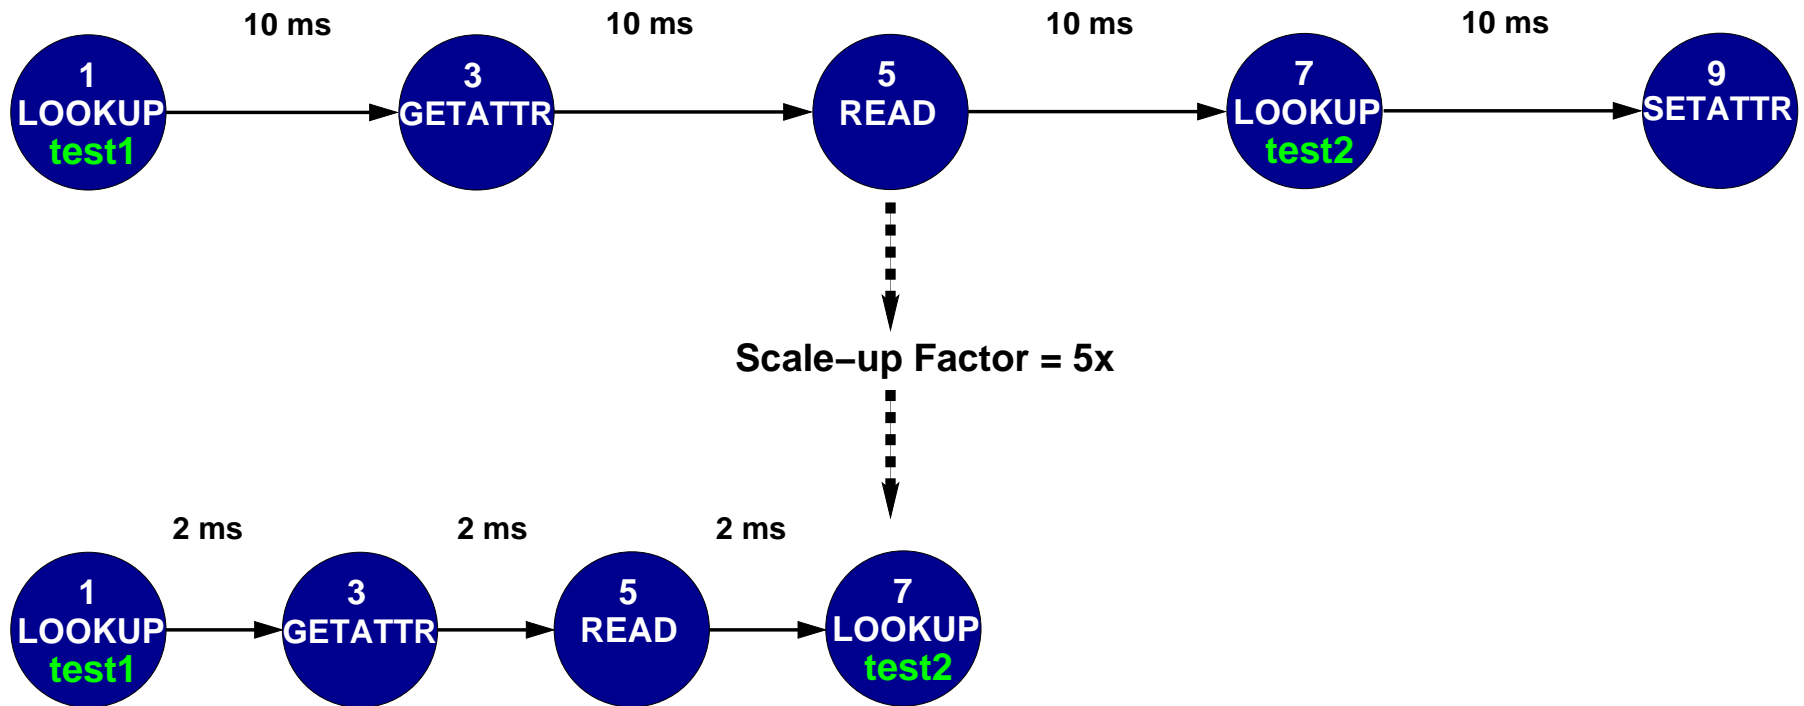 10 ms 10 ms 10 ms 10 ms
1 3 5 7 9
LOOKUP GETATTR READ LOOKUP SETATTR
test1 test2
Scale−up Factor = 5x
2 ms 2 ms 2 ms
1 3 5 7
LOOKUP GETATTR READ LOOKUP
test1 test2